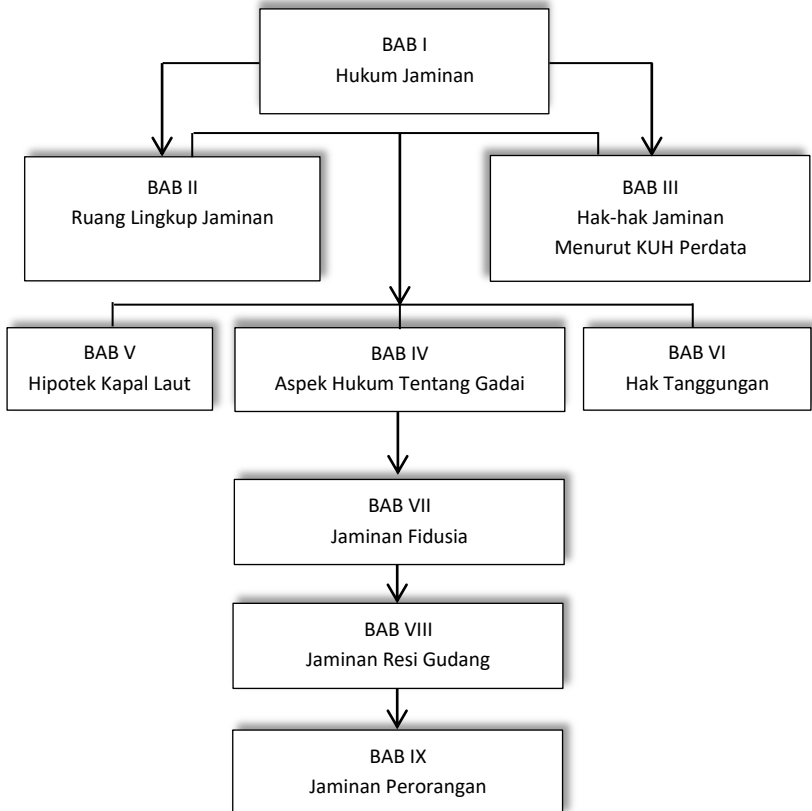 BAB I
Hukum Jaminan
BAB II
Ruang Lingkup Jaminan
BAB III
Hak-hak Jaminan
Menurut KUH Perdata
BAB V
Hipotek Kapal Laut
BAB IV
Aspek Hukum Tentang Gadai
BAB VI
Hak Tanggungan
BAB VII
Jaminan Fidusia
BAB VIII
Jaminan Resi Gudang
BAB IX
Jaminan Perorangan